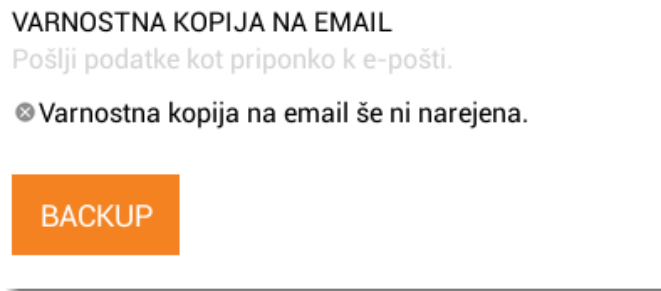 VARNOSTNA KOPIJA NA EMAIL
Pošlji podatke kot priponko k e-pošti.
Varnostna kopija na email še ni narejena.
BACKUP